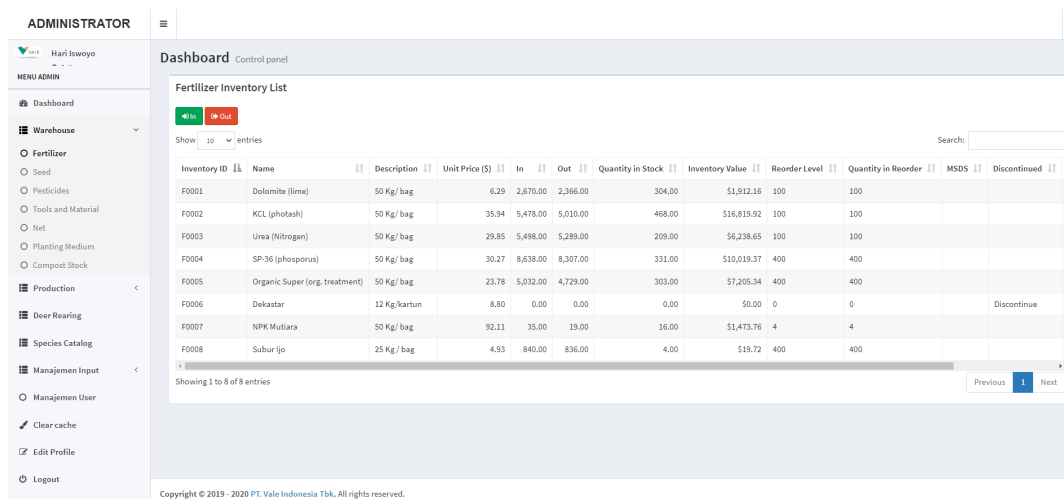 ADMINISTRATOR
VALE
Hari Iswoyo
MENU ADMIN
Dashboard
Warehouse
Fertilizer
Seed
Pesticides
Tools and Material
Net
Planting Medium
Compost Stock
Production
Deer Rearing
Species Catalog
Manajemen Input
Manajemen User
Clear cache
Edit Profile
Logout
Dashboard Control panel
Fertilizer Inventory List
In Out
Show 10 entries Search:
Inventory ID Name Description Unit Price ($) In Out Quantity in Stock Inventory Value Reorder Level Quantity in Reorder MSDS Discontinued
F0001 Dolomite (lime) 50 Kg/ bag 6.29 2,670.00 2,366.00 304.00 $1,912.16 100 100
F0002 KCL (photash) 50 Kg/ bag 35.94 5,478.00 5,010.00 468.00 $16,819.92 100 100
F0003 Urea (Nitrogen) 50 Kg/ bag 29.85 5,498.00 5,289.00 209.00 $6,238.65 100 100
F0004 SP-36 (phosporus) 50 Kg/ bag 30.27 8,638.00 8,307.00 331.00 $10,019.37 400 400
F0005 Organic Super (org. treatment) 50 Kg/ bag 23.78 5,032.00 4,729.00 303.00 $7,205.34 400 400
F0006 Dekastar 12 Kg/kartun 8.80 0.00 0.00 0.00 $0.00 0 0 Discontinue
F0007 NPK Mutiara 50 Kg/ bag 92.11 35.00 19.00 16.00 $1,473.76 4 4
F0008 Subur Ijo 25 Kg / bag 4.93 840.00 836.00 4.00 $19.72 400 400
Showing 1 to 8 of 8 entries
Previous 1 Next
Copyright © 2019 - 2020 PT. Vale Indonesia Tbk. All rights reserved.